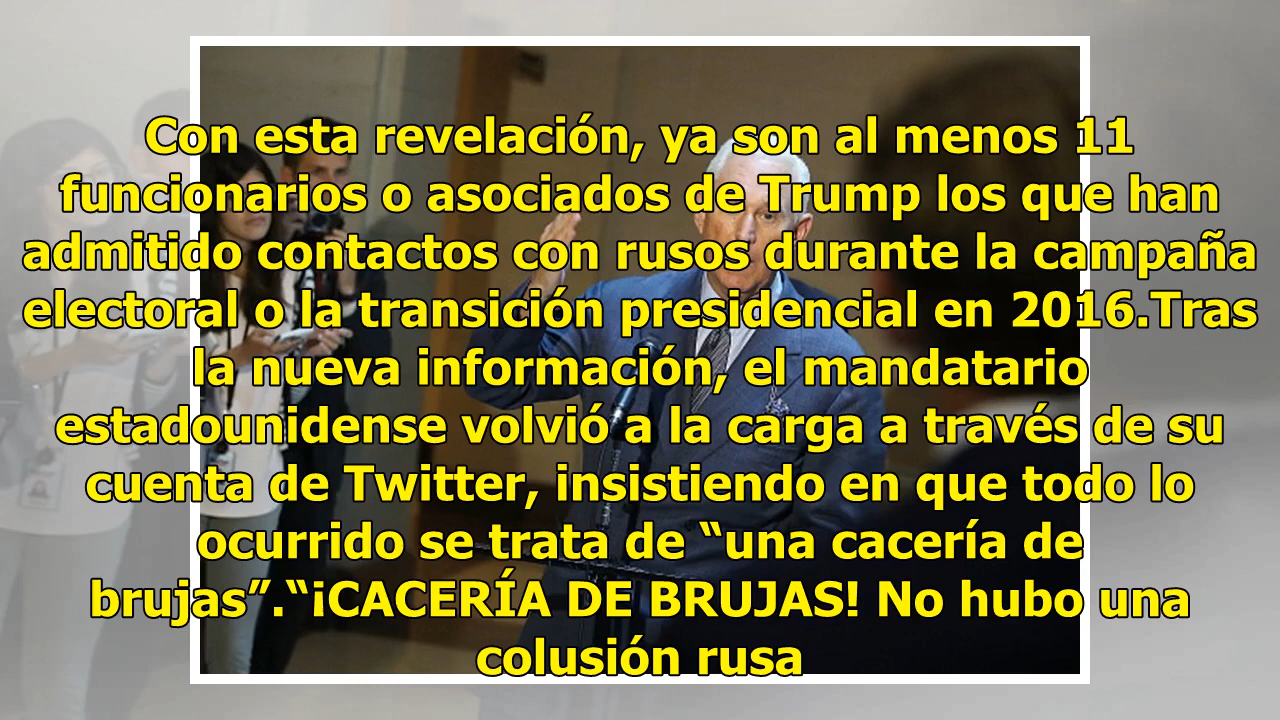 Con esta revelación, ya son al menos 11
funcionarios o asociados de Trump los que han
admitido contactos con rusos durante la campaña
electoral o la transición presidencial en 2016.Tras
la nueva información, el mandatario
estadounidense volvió a la carga a través de su
cuenta de Twitter, insistiendo en que todo lo
ocurrido se trata de “una cacería de
brujas”.“¡CACERÍA DE BRUJAS! No hubo una
colusión rusa